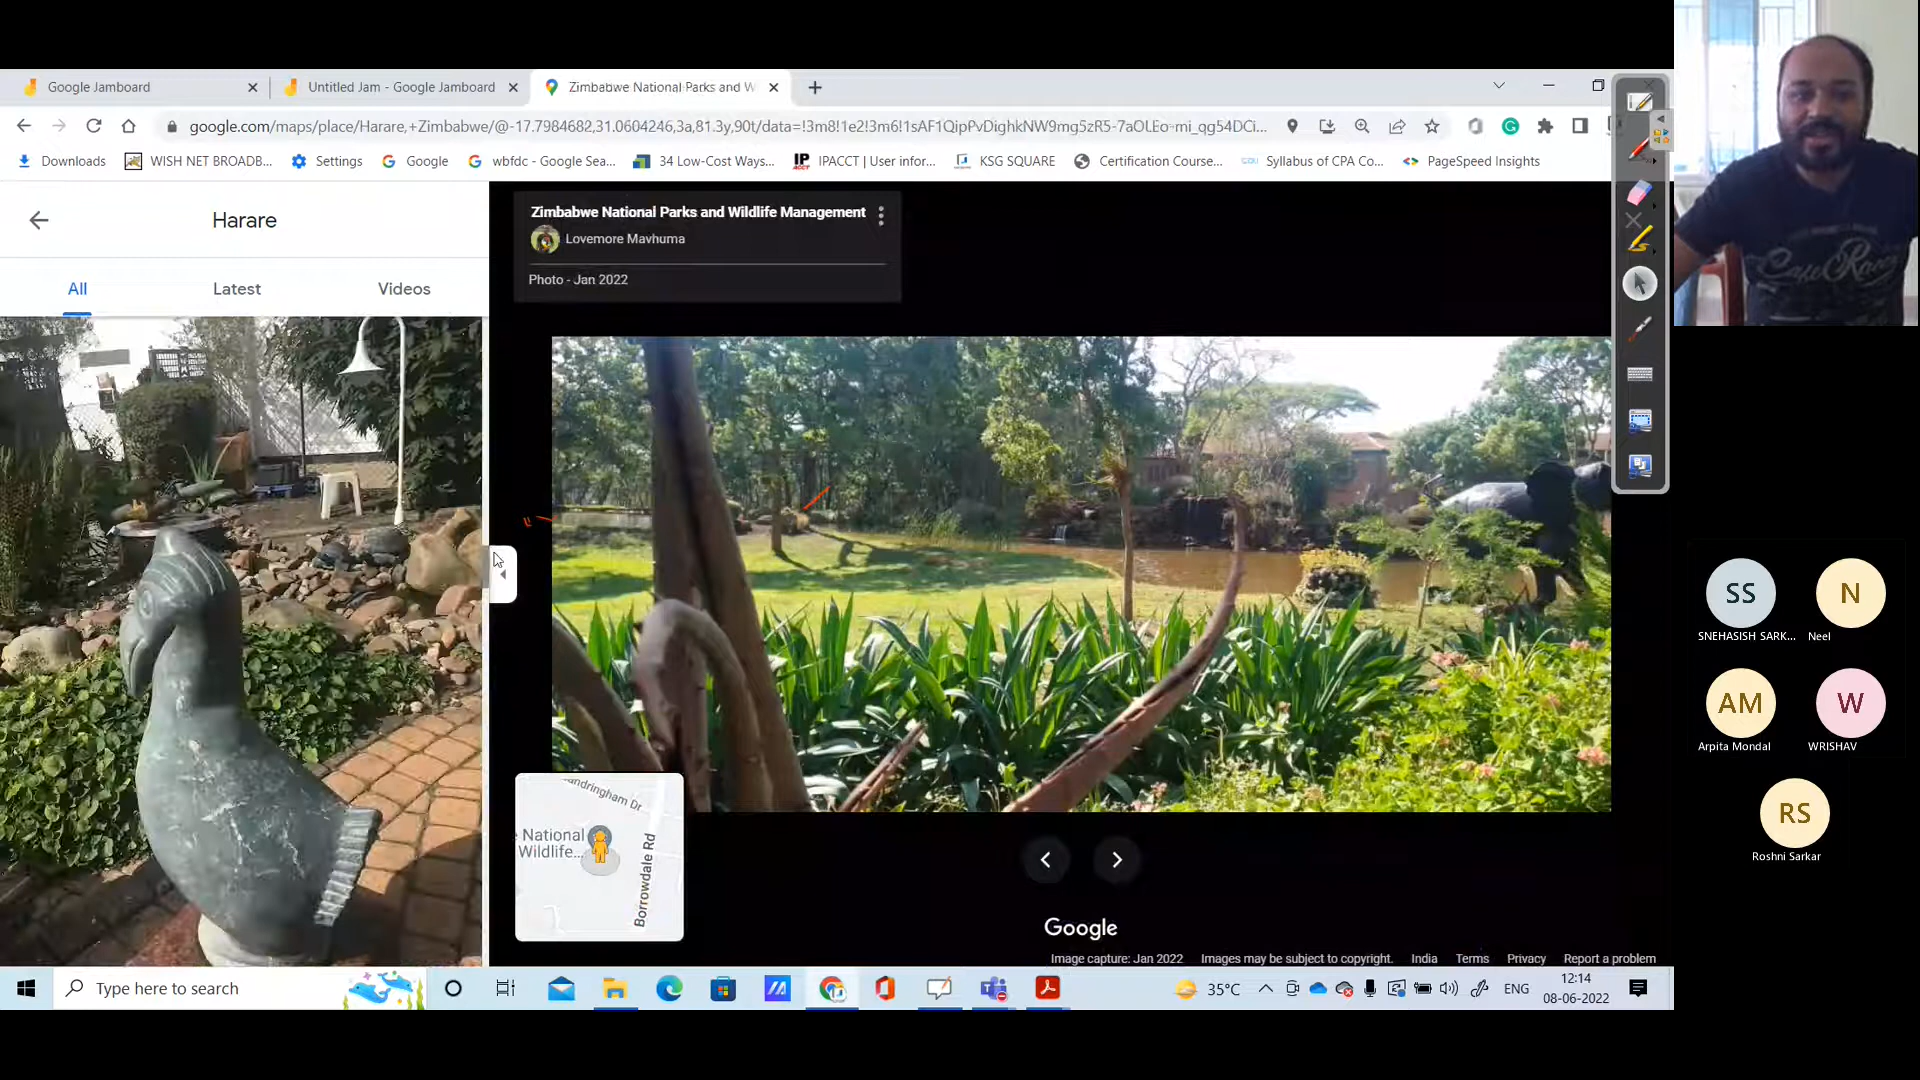 Google Jamboard
Untitled Jam - Google Jamboard
Zimbabwe National Parks and W
google.com/maps/place/Harare,+Zimbabwe/@-17.7984682,31.0604246,3a,81.3y,90t/data=!3m8!1e2!3m6!1sAF1QipPvDighkNW9mg5zR5-7aOLEo-mi_qg54DCi...
Downloads
WISH NET BROADB...
Settings
Google
wbfdc - Google Sea...
34 Low-Cost Ways...
IPACCT | User infor...
KSG SQUARE
Certification Course...
Syllabus of CPA Co...
PageSpeed Insights
Harare
All
Latest
Videos
Zimbabwe National Parks and Wildlife Management
Lovemore Mavhuma
Photo - Jan 2022
andringham Dr
National
Wildlife...
Borrowdale Rd
Google
Image capture: Jan 2022
Images may be subject to copyright.
India
Terms
Privacy
Report a problem
Type here to search
35°C
ENG
12:14
08-06-2022
SS
SNEHASISH SARK...
N
Neel
AM
Arpita Mondal
W
WRISHAV
RS
Roshni Sarkar